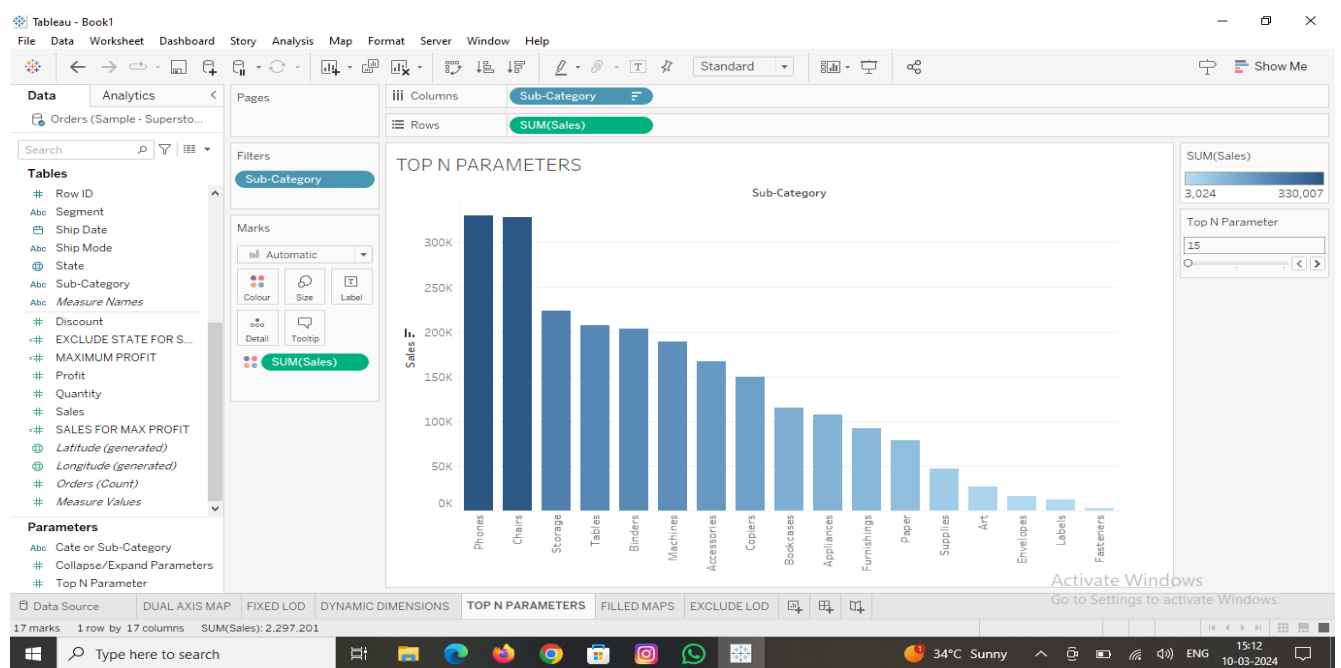 Tableau - Book1
File Data Worksheet Dashboard Story Analysis Map Format Server Window Help
Standard
Show Me
Data Analytics
Orders (Sample - Supersto...
Search
Tables
# Row ID
Abc Segment
Ship Date
Abc Ship Mode
State
Abc Sub-Category
Abc Measure Names
# Discount
=# EXCLUDE STATE FOR S...
=# MAXIMUM PROFIT
# Profit
# Quantity
# Sales
=# SALES FOR MAX PROFIT
Latitude (generated)
Longitude (generated)
# Orders (Count)
# Measure Values
Parameters
Abc Cate or Sub-Category
# Collapse/Expand Parameters
# Top N Parameter
Pages
Filters
Sub-Category
Marks
Automatic
Colour Size Label
Detail Tooltip
SUM(Sales)
Columns Sub-Category
Rows SUM(Sales)
TOP N PARAMETERS
Sub-Category
Sales
300K
250K
200K
150K
100K
50K
0K
Phones Chairs Storage Tables Binders Machines Accessories Copiers Bookcases Appliances Furnishings Paper Supplies Art Envelopes Labels Fasteners
SUM(Sales)
3,024 330,007
Top N Parameter
15
Activate Windows
Go to Settings to activate Windows.
Data Source DUAL AXIS MAP FIXED LOD DYNAMIC DIMENSIONS TOP N PARAMETERS FILLED MAPS EXCLUDE LOD
17 marks 1 row by 17 columns SUM(Sales): 2,297,201
Type here to search
1
34°C Sunny
ENG
15:12
10-03-2024